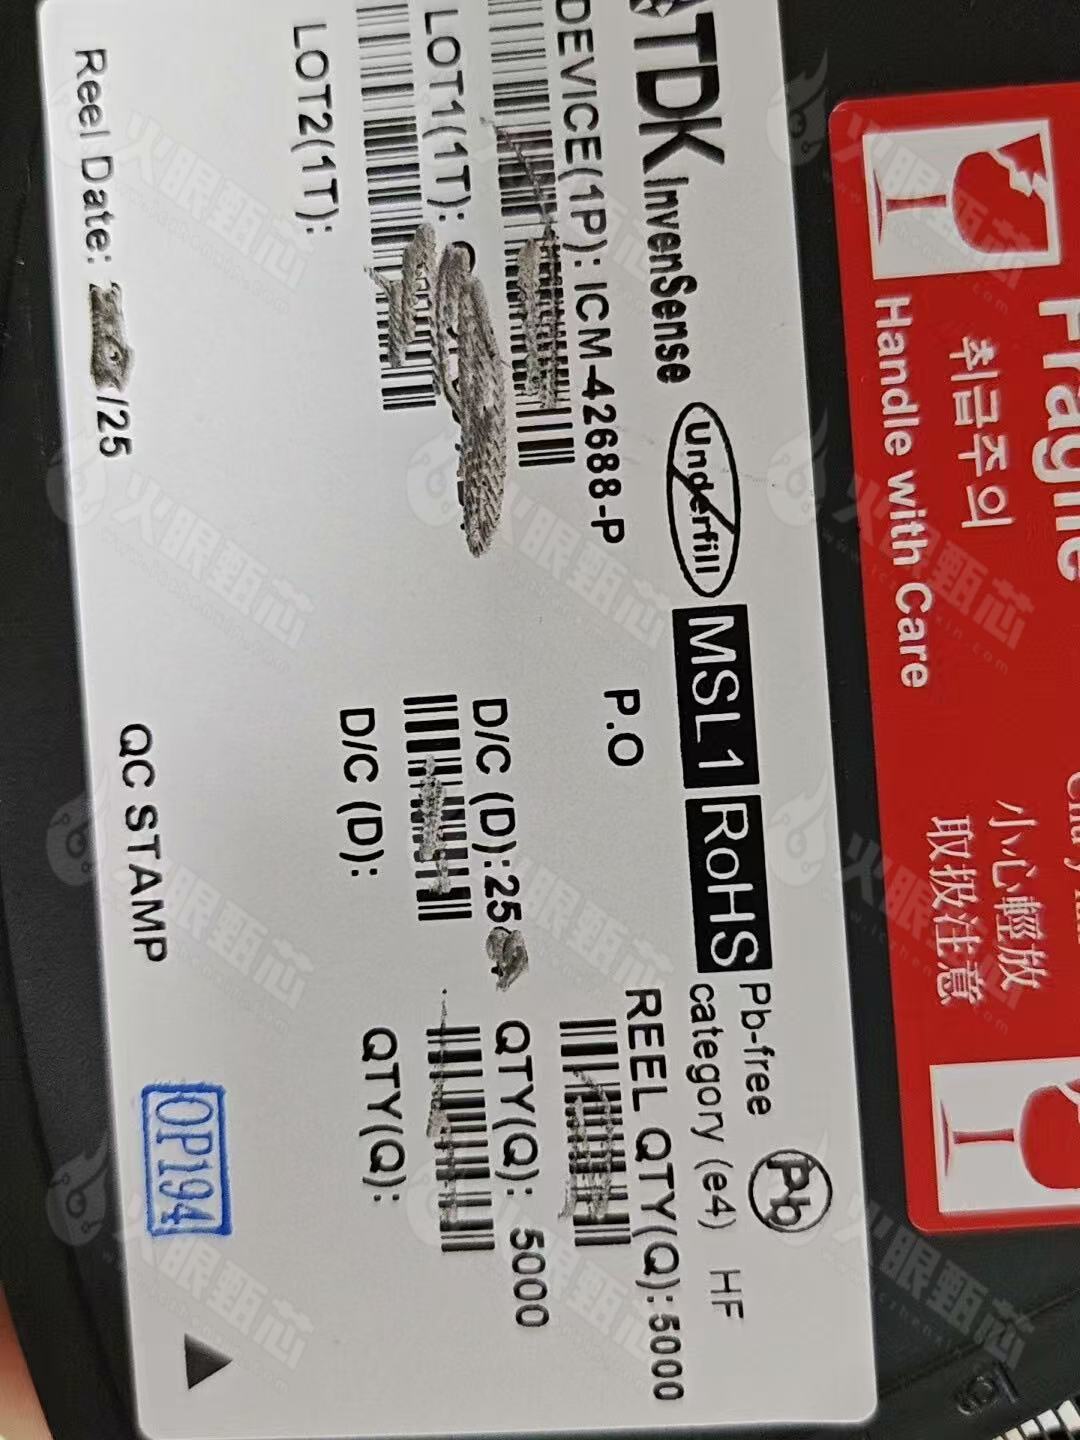 TDK InvenSense
Underfill
MSL1
RoHS
Pb-free
category (e4) HF
Pb
DEVICE(1P): ICM-42688-P
P.O
REEL QTY(Q):5000
LOT1(1T):
D/C (D):25
QTY(Q): 5000
LOT2(1T):
D/C (D):
QTY(Q):
Reel Date: /25
QC STAMP
OP194
Fragile
취급주의
Handle with Care
小心輕放
取扱注意
火眼甄芯